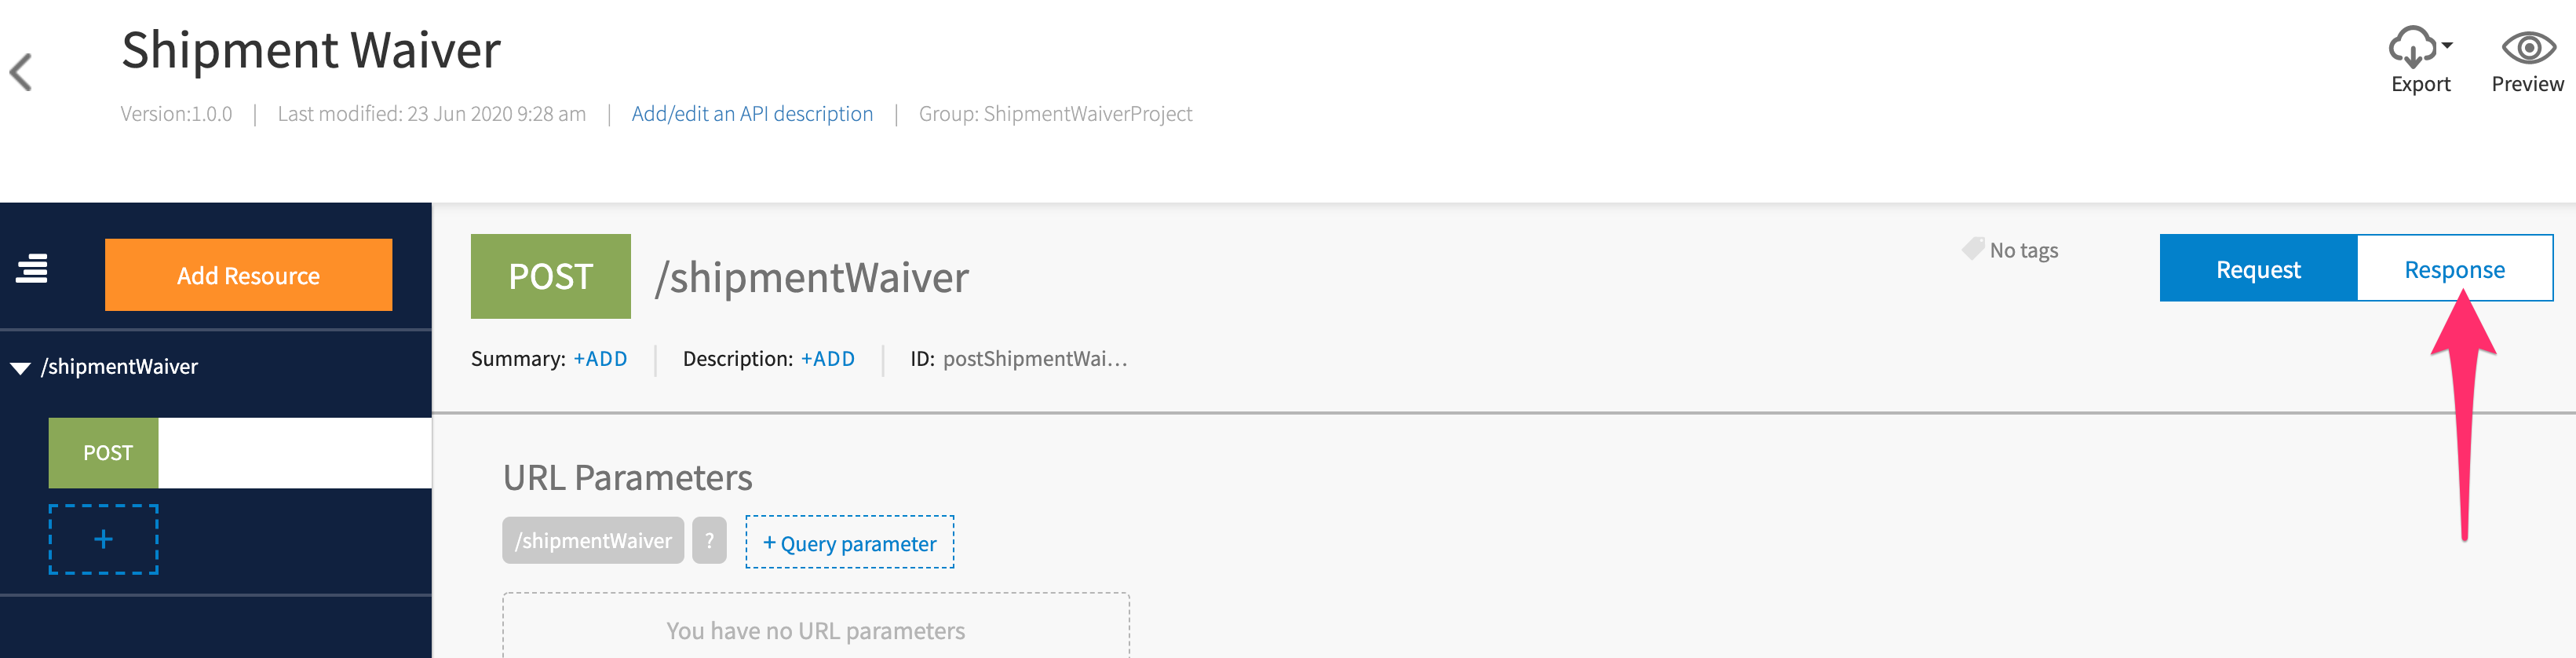 Shipment Waiver
Version:1.0.0 | Last modified: 23 Jun 2020 9:28 am | Add/edit an API description | Group: ShipmentWaiverProject
Export
Preview
Add Resource
/shipmentWaiver
POST
+
POST /shipmentWaiver
No tags
Request
Response
Summary: +ADD | Description: +ADD | ID: postShipmentWai...
URL Parameters
/shipmentWaiver ? + Query parameter
You have no URL parameters